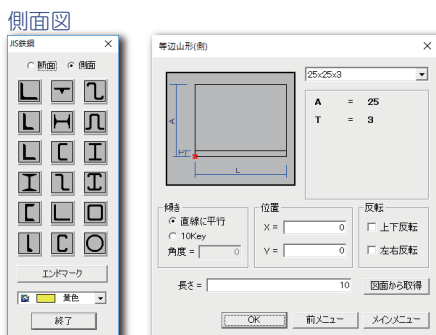 側面図
JIS鉄鋼
断面 側面
エンドマーク
黄色
終了
等辺山形(側)
25x25x3
A = 25
T = 3
A
T
L
傾き
直線に平行
10Key
角度 = 0
位置
X = 0
Y = 0
反転
上下反転
左右反転
長さ = 10
図面から取得
OK
前メニュー
メインメニュー